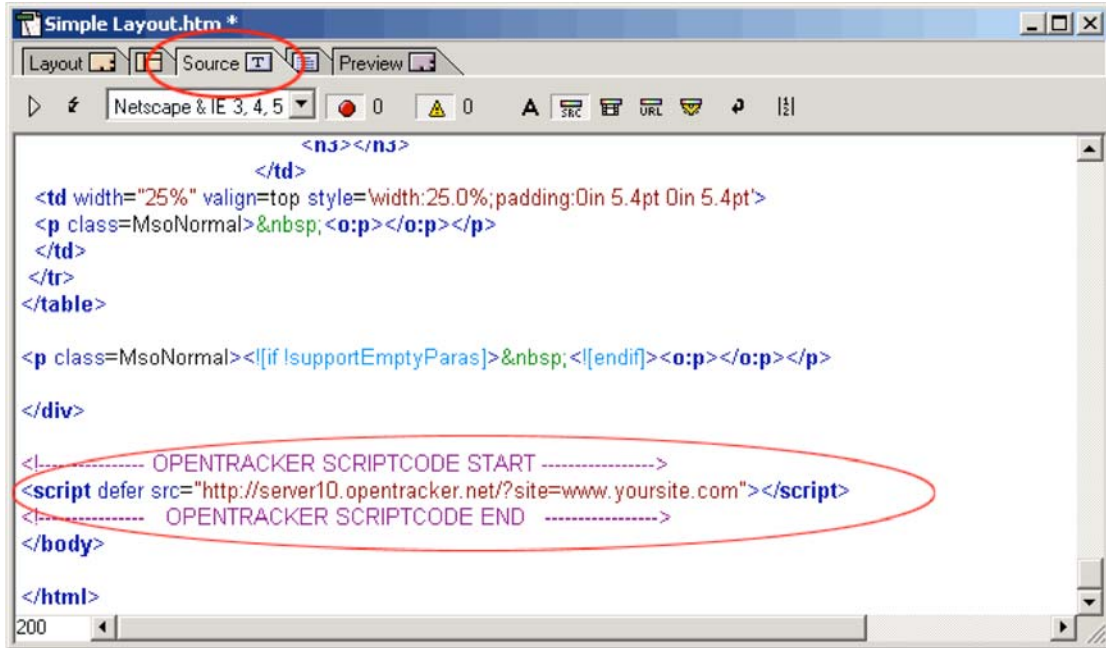 Simple Layout.htm *
Layout Source T Preview
Netscape & IE 3, 4, 5 0 0 A SRC URL
<h3></h3>
</td>
<td width="25%" valign=top style='width:25.0%;padding:0in 5.4pt 0in 5.4pt'>
<p class=MsoNormal>&nbsp;<o:p></o:p></p>
</td>
</tr>
</table>
<p class=MsoNormal><![if !supportEmptyParas]>&nbsp;<![endif]><o:p></o:p></p>
</div>
<!---------------- OPENTRACKER SCRIPTCODE START ----------------->
<script defer src="http://server10.opentracker.net/?site=www.yoursite.com"></script>
<!---------------- OPENTRACKER SCRIPTCODE END ----------------->
</body>
</html>
200